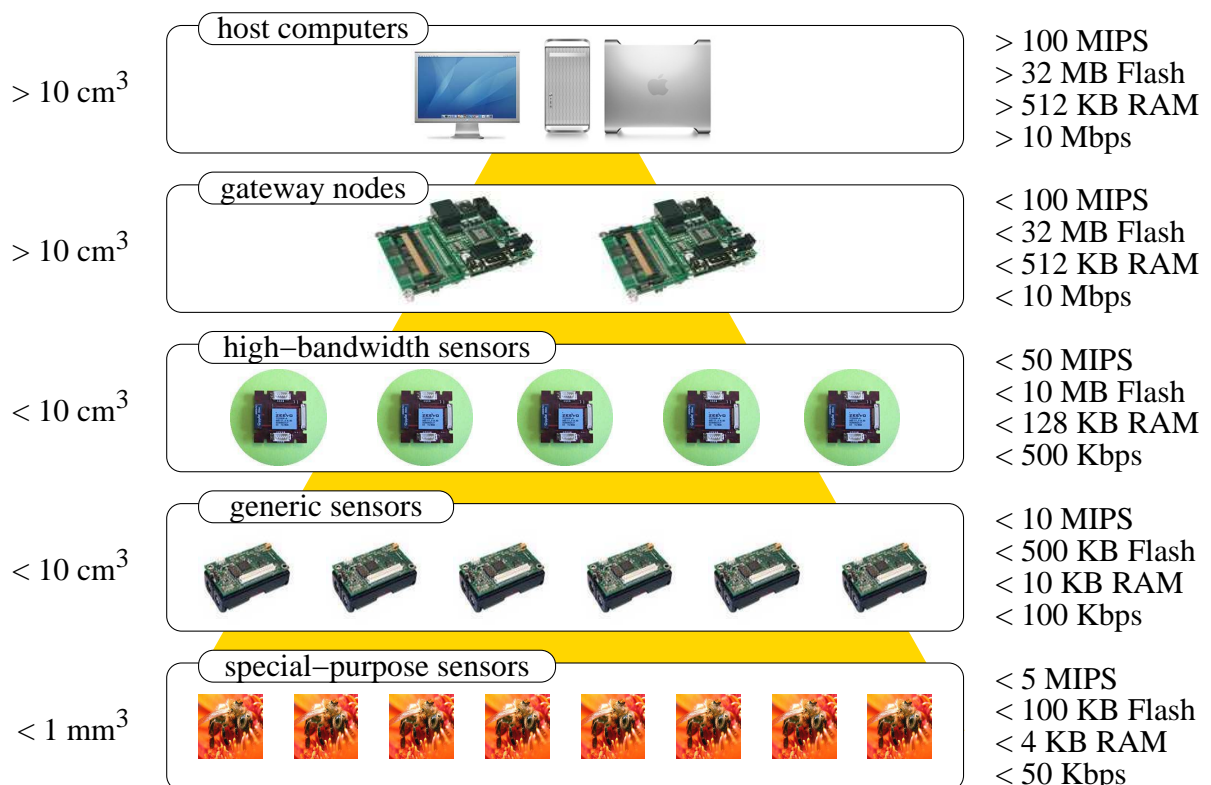 host computers
> 10 cm³
> 100 MIPS
> 32 MB Flash
> 512 KB RAM
> 10 Mbps
gateway nodes
> 10 cm³
< 100 MIPS
< 32 MB Flash
< 512 KB RAM
< 10 Mbps
high−bandwidth sensors
< 10 cm³
< 50 MIPS
< 10 MB Flash
< 128 KB RAM
< 500 Kbps
generic sensors
< 10 cm³
< 10 MIPS
< 500 KB Flash
< 10 KB RAM
< 100 Kbps
special−purpose sensors
< 1 mm³
< 5 MIPS
< 100 KB Flash
< 4 KB RAM
< 50 Kbps